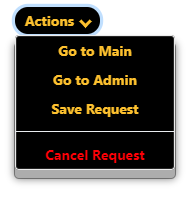 Actions
Go to Main
Go to Admin
Save Request
Cancel Request